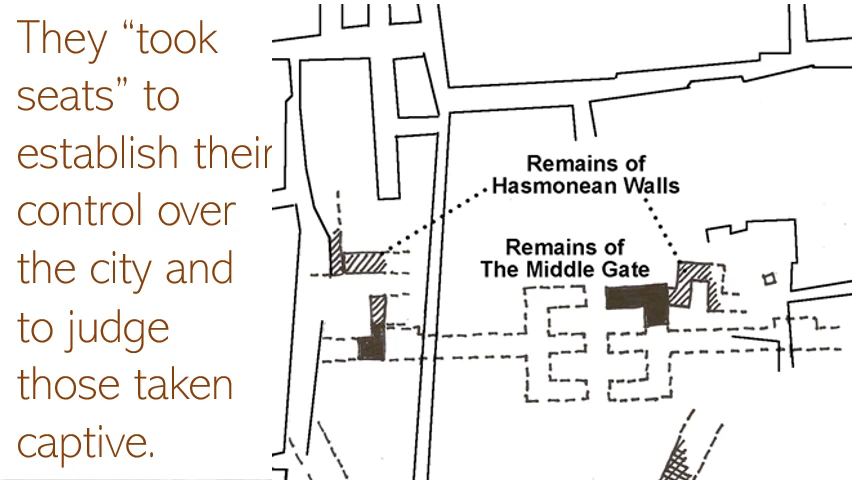 They “took
seats” to
establish their
control over
the city and
to judge
those taken
captive.
Remains of
Hasmonean Walls
Remains of
The Middle Gate